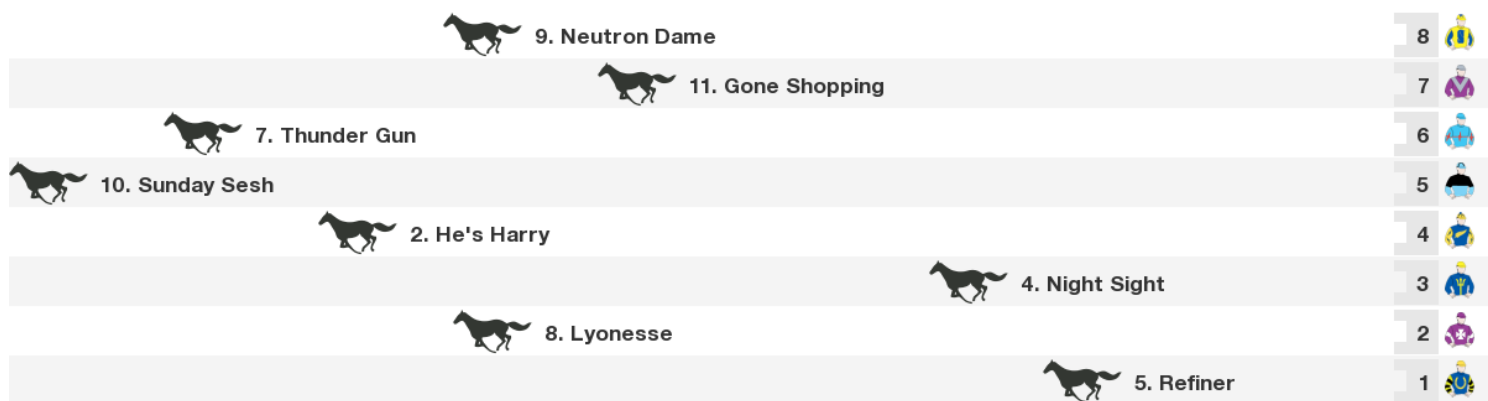 9. Neutron Dame 8
11. Gone Shopping 7
7. Thunder Gun 6
10. Sunday Sesh 5
2. He's Harry 4
4. Night Sight 3
8. Lyonesse 2
5. Refiner 1